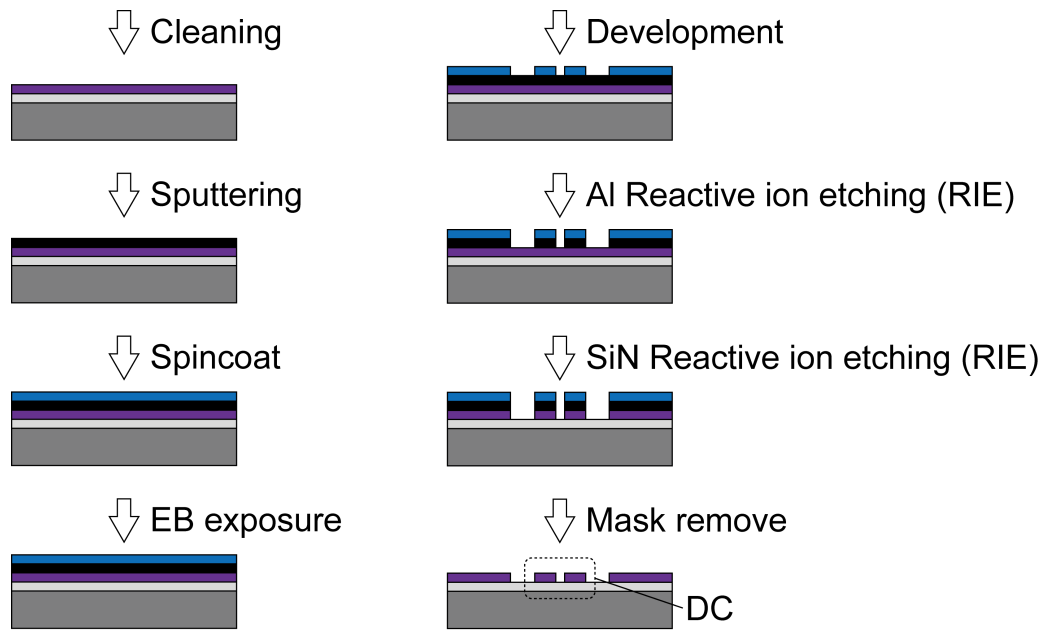 Cleaning
Sputtering
Spincoat
EB exposure
Development
Al Reactive ion etching (RIE)
SiN Reactive ion etching (RIE)
Mask remove
DC